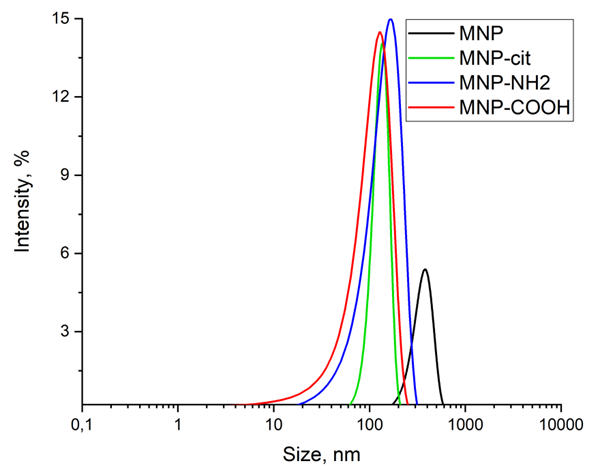 15
12
9
6
3
Intensity, %
MNP
MNP-cit
MNP-NH2
MNP-COOH
0,1 1 10 100 1000 10000
Size, nm